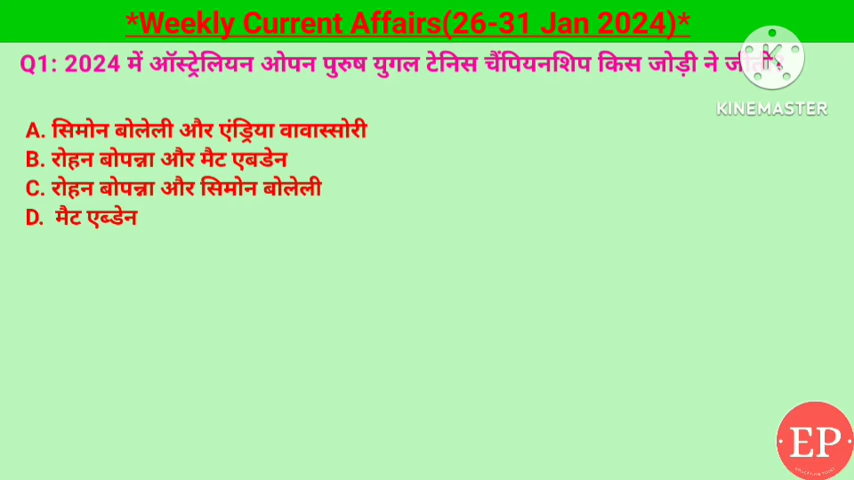 *Weekly Current Affairs(26-31 Jan 2024)*
Q1: 2024 में ऑस्ट्रेलियन ओपन पुरुष युगल टेनिस चैंपियनशिप किस जोड़ी ने जीती
KINEMASTER
A. सिमोन बोलेली और एंड्रिया वावास्सोरी
B. रोहन बोपन्ना और मैट एबडेन
C. रोहन बोपन्ना और सिमोन बोलेली
D. मैट एब्डेन
EP